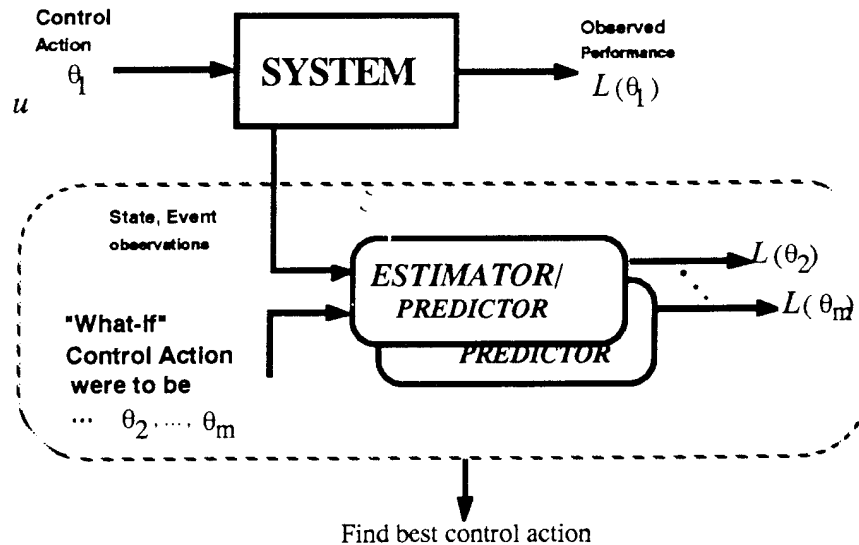 Control
Action
θ1
u
SYSTEM
Observed
Performance
L(θ1)
State, Event
observations
ESTIMATOR/
PREDICTOR
PREDICTOR
L(θ2)
L(θm)
"What-If"
Control Action
were to be
... θ2, ..., θm
Find best control action